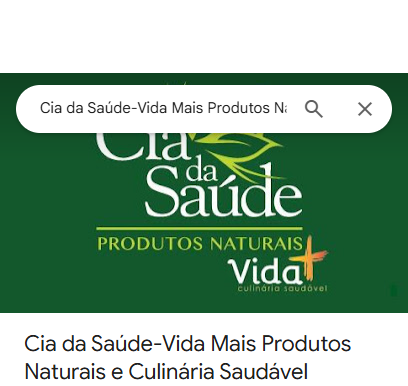 Cia da Saúde-Vida Mais Produtos Na
Cia
da
Saúde
PRODUTOS NATURAIS
Vida+
culinária saudável
Cia da Saúde-Vida Mais Produtos
Naturais e Culinária Saudável